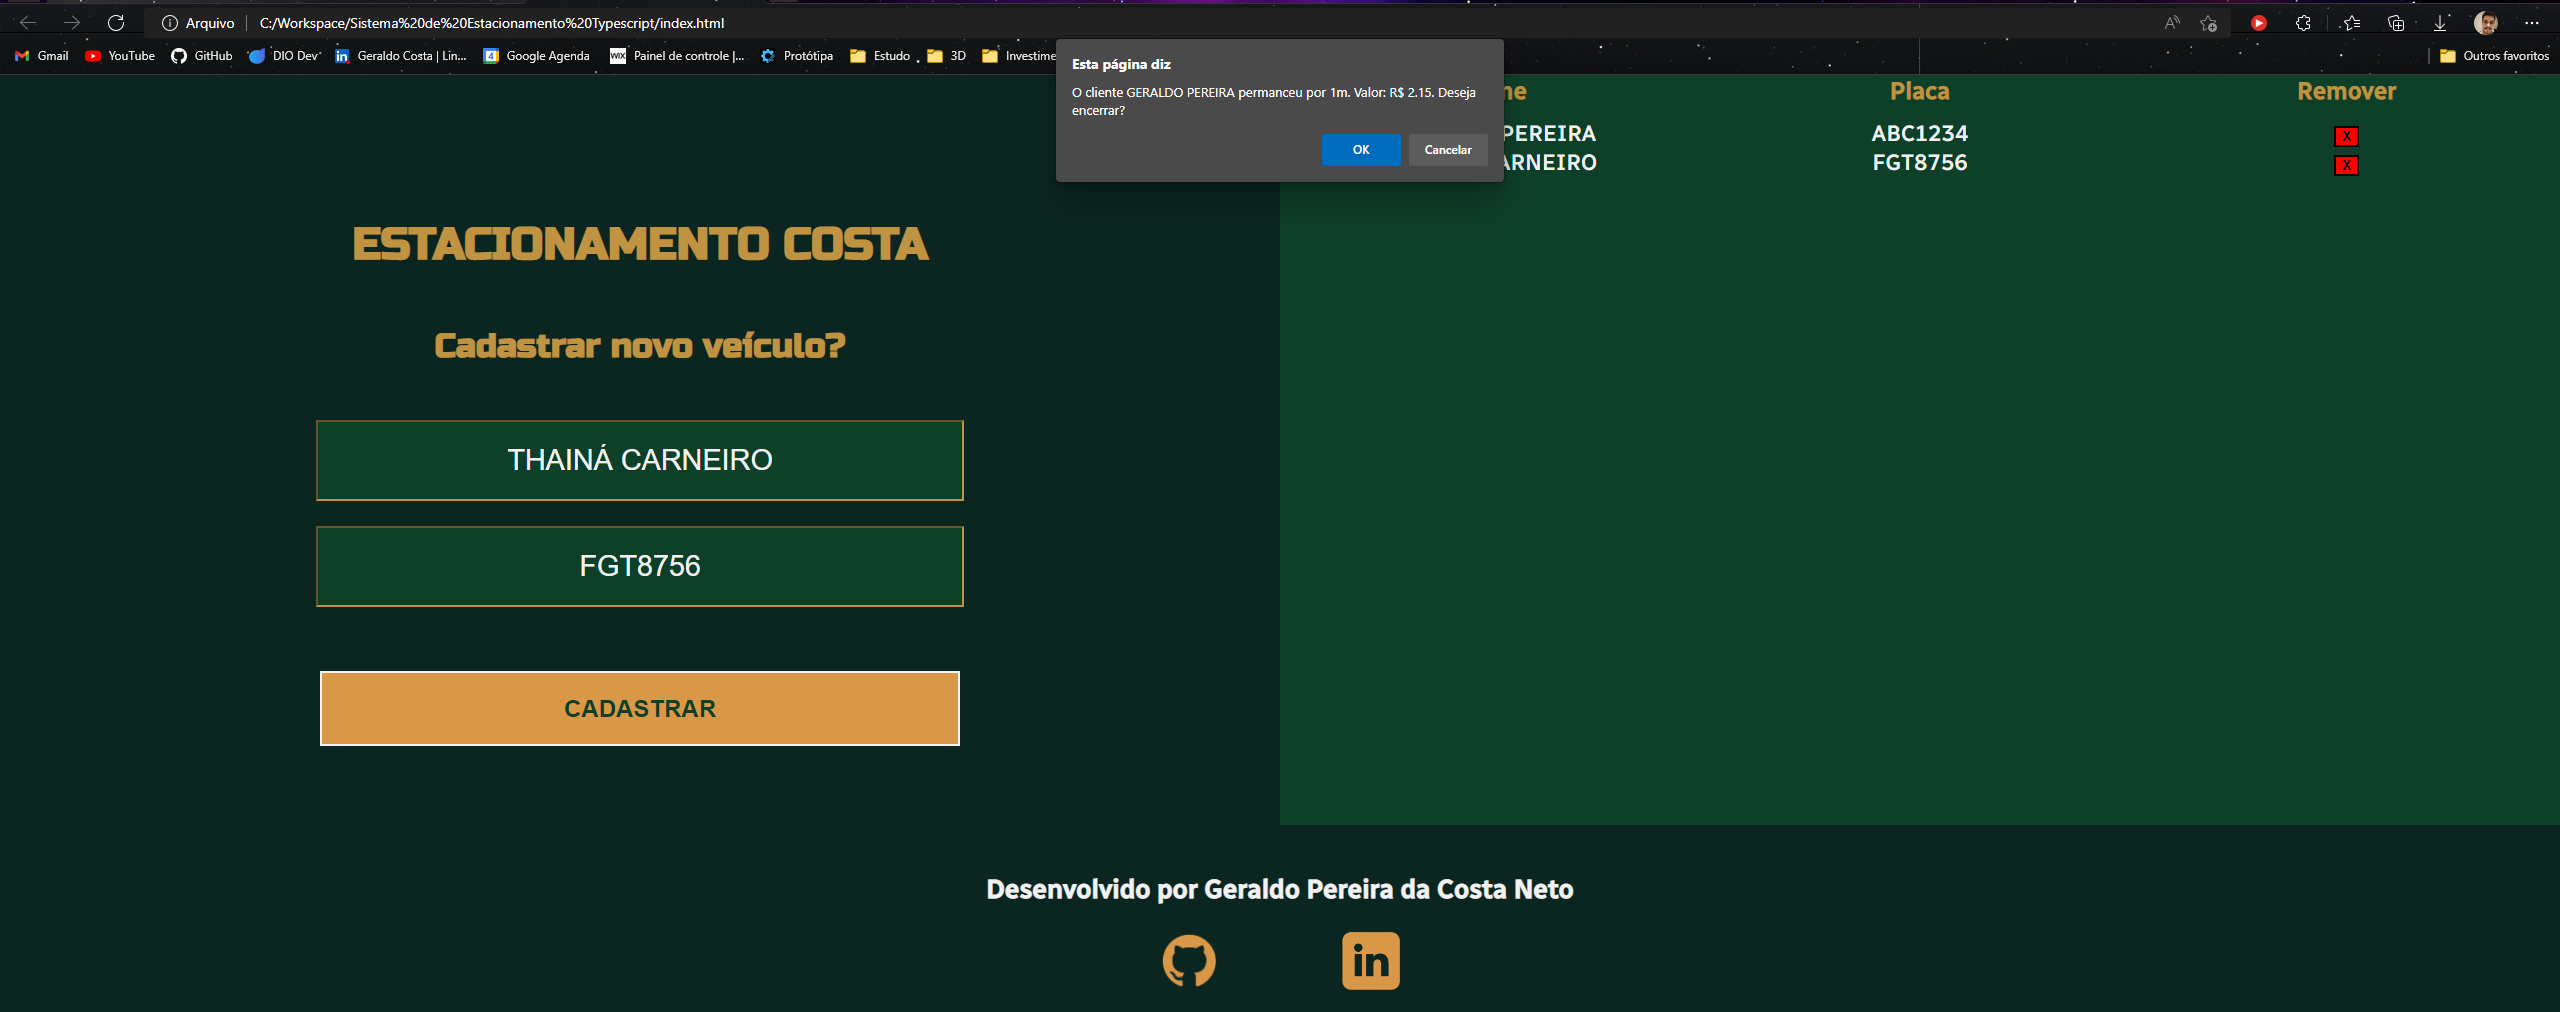 Arquivo
C:/Workspace/Sistema%20de%20Estacionamento%20Typescript/index.html
Gmail YouTube GitHub DIO Dev Geraldo Costa | Lin... Google Agenda WIX Painel de controle |... Protótipa Estudo 3D Investime Outros favoritos
Esta página diz
O cliente GERALDO PEREIRA permanceu por 1m. Valor: R$ 2.15. Deseja
encerrar?
OK Cancelar
me Placa Remover
PEREIRA ABC1234 X
ARNEIRO FGT8756 X
ESTACIONAMENTO COSTA
Cadastrar novo veículo?
THAINÁ CARNEIRO
FGT8756
CADASTRAR
Desenvolvido por Geraldo Pereira da Costa Neto
in